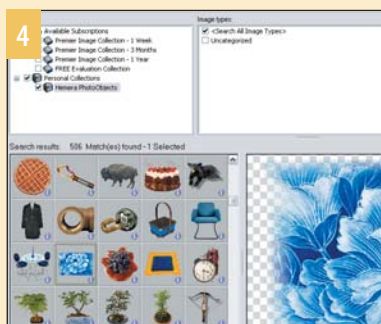 4
Image types:
Available Subscriptions
Premier Image Collection - 1 Week
Premier Image Collection - 3 Months
Premier Image Collection - 1 Year
FREE Evaluation Collection
Personal Collections
Hemera PhotoObjects
<Search All Image Types>
Uncategorized
Search results: 506 Match(es) found - 1 Selected